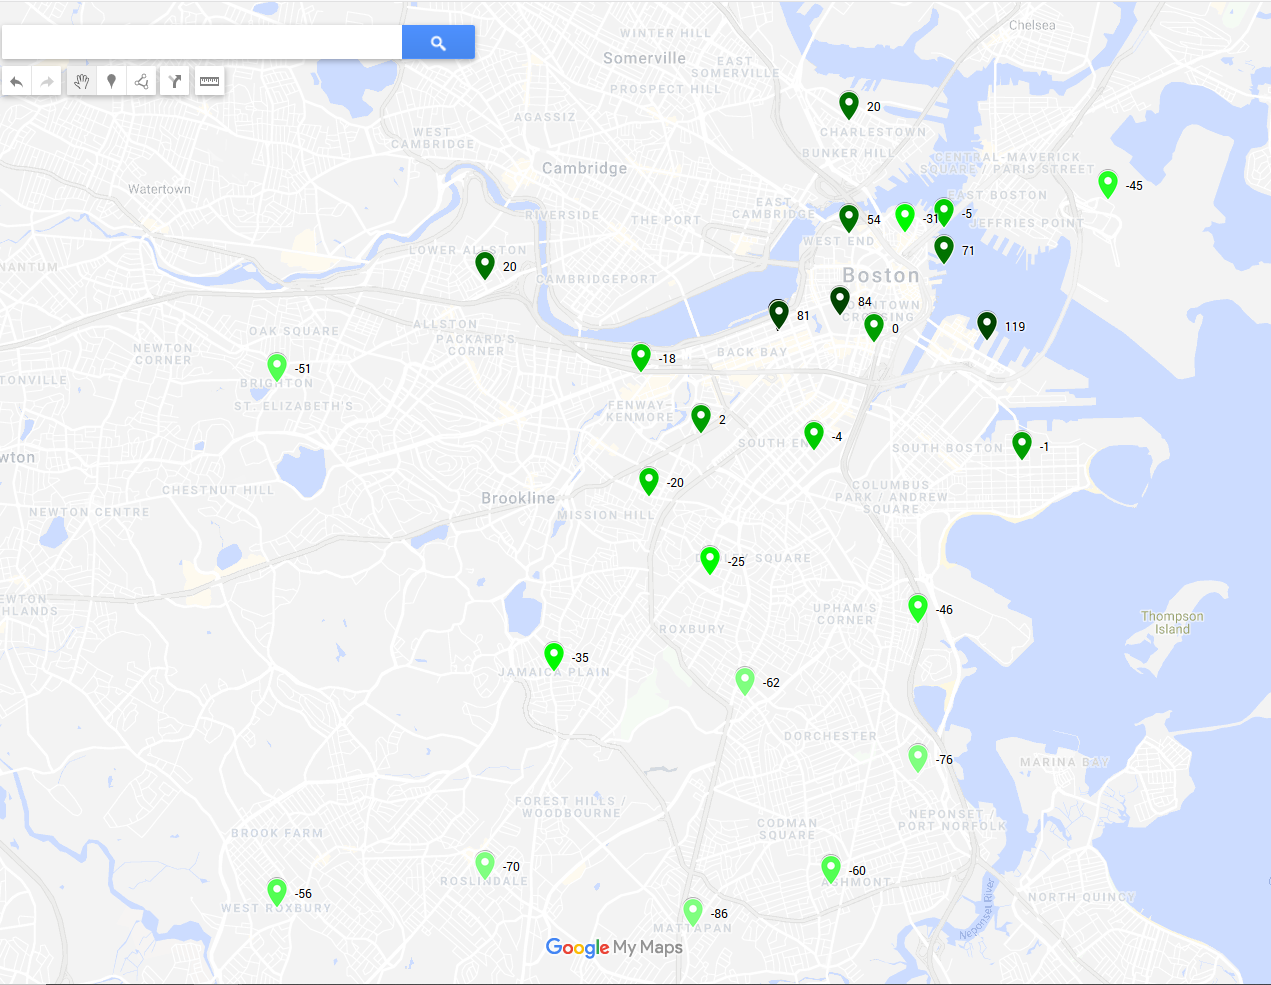 Chelsea
WINTER HILL
Somerville
EAST
SOMERVILLE
PROSPECT HILL
20
AGASSIZ
CHARLESTOWN
WEST
CAMBRIDGE
BUNKER HILL
CENTRAL-MAVERICK
SQUARE / PARIS STREET
Cambridge
-45
Watertown
EAST BOSTON
EAST
CAMBRIDGE
RIVERSIDE
THE PORT
54
-31
-5
JEFFRIES POINT
WEST END
LOWER ALLSTON
71
20
NANTUM
CAMBRIDGEPORT
Boston
84
DOWNTOWN
CROSSING
81
0
119
ALLSTON
OAK SQUARE
PACKARD'S
CORNER
NEWTON
CORNER
BACK BAY
-18
-51
TONVILLE
BRIGHTON
ST. ELIZABETH'S
FENWAY–
KENMORE
2
-4
SOUTH END
SOUTH BOSTON
-1
wton
-20
COLUMBUS
PARK / ANDREW
SQUARE
CHESTNUT HILL
Brookline
NEWTON CENTRE
MISSION HILL
-25
DUDLEY SQUARE
EWTON
HLANDS
UPHAM'S
CORNER
-46
Thompson
Island
ROXBURY
-35
JAMAICA PLAIN
-62
DORCHESTER
-76
MARINA BAY
FOREST HILLS /
WOODBOURNE
CODMAN
SQUARE
NEPONSET /
PORT NORFOLK
BROOK FARM
-70
ROSLINDALE
-60
ASHMONT
-56
WEST ROXBURY
NORTH QUINCY
Neponset River
-86
MATTAPAN
Google My Maps